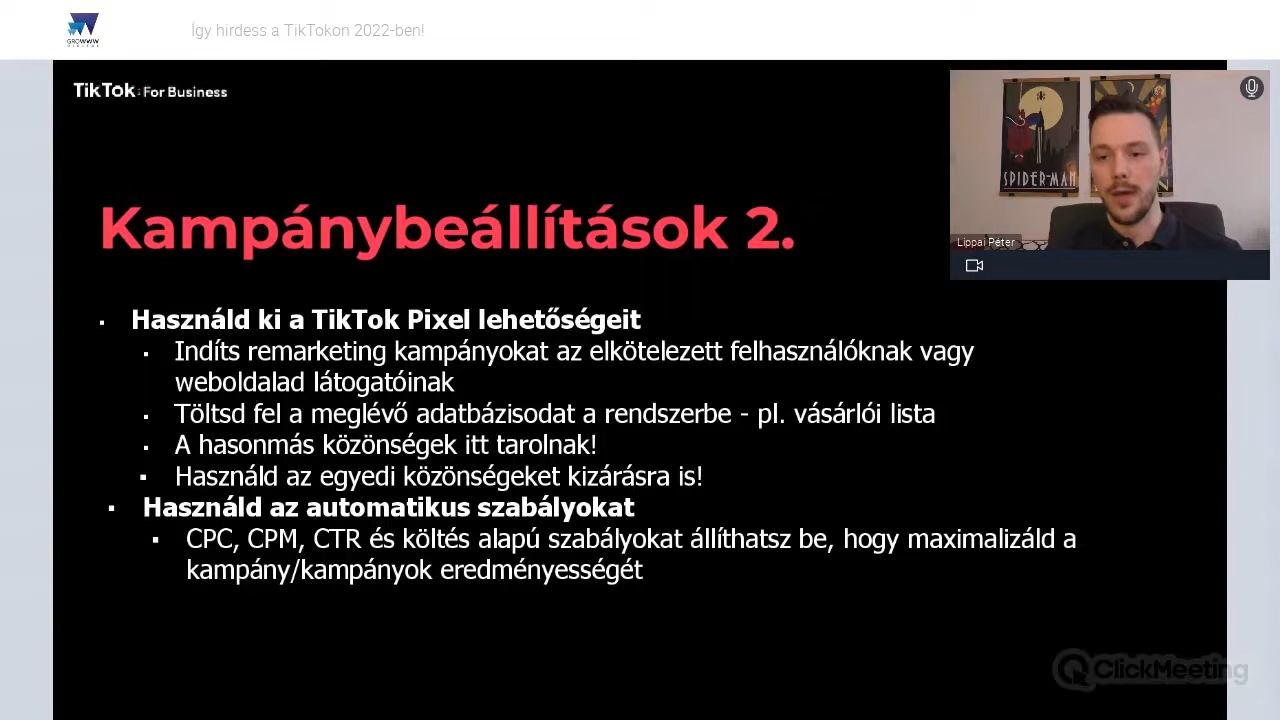 GROWWW
DIGITAL
Így hirdess a TikTokon 2022-ben!
TikTok: For Business
SPIDER-MAN
Lippai Péter
Kampánybeállítások 2.
▪ Használd ki a TikTok Pixel lehetőségeit
▪ Indíts remarketing kampányokat az elkötelezett felhasználóknak vagy
weboldalad látogatóinak
▪ Töltsd fel a meglévő adatbázisodat a rendszerbe - pl. vásárlói lista
▪ A hasonmás közönségek itt tarolnak!
▪ Használd az egyedi közönségeket kizárásra is!
▪ Használd az automatikus szabályokat
▪ CPC, CPM, CTR és költés alapú szabályokat állíthatsz be, hogy maximalizáld a
kampány/kampányok eredményességét
ClickMeeting